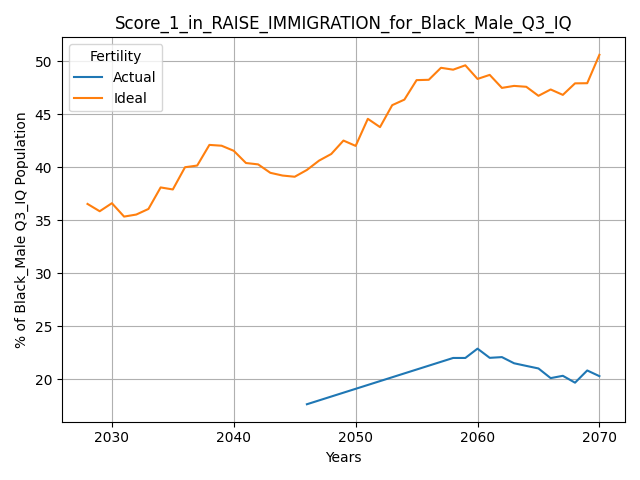 Score_1_in_RAISE_IMMIGRATION_for_Black_Male_Q3_IQ
Fertility
Actual
Ideal
% of Black_Male Q3_IQ Population
50
45
40
35
30
25
20
2030 2040 2050 2060 2070
Years